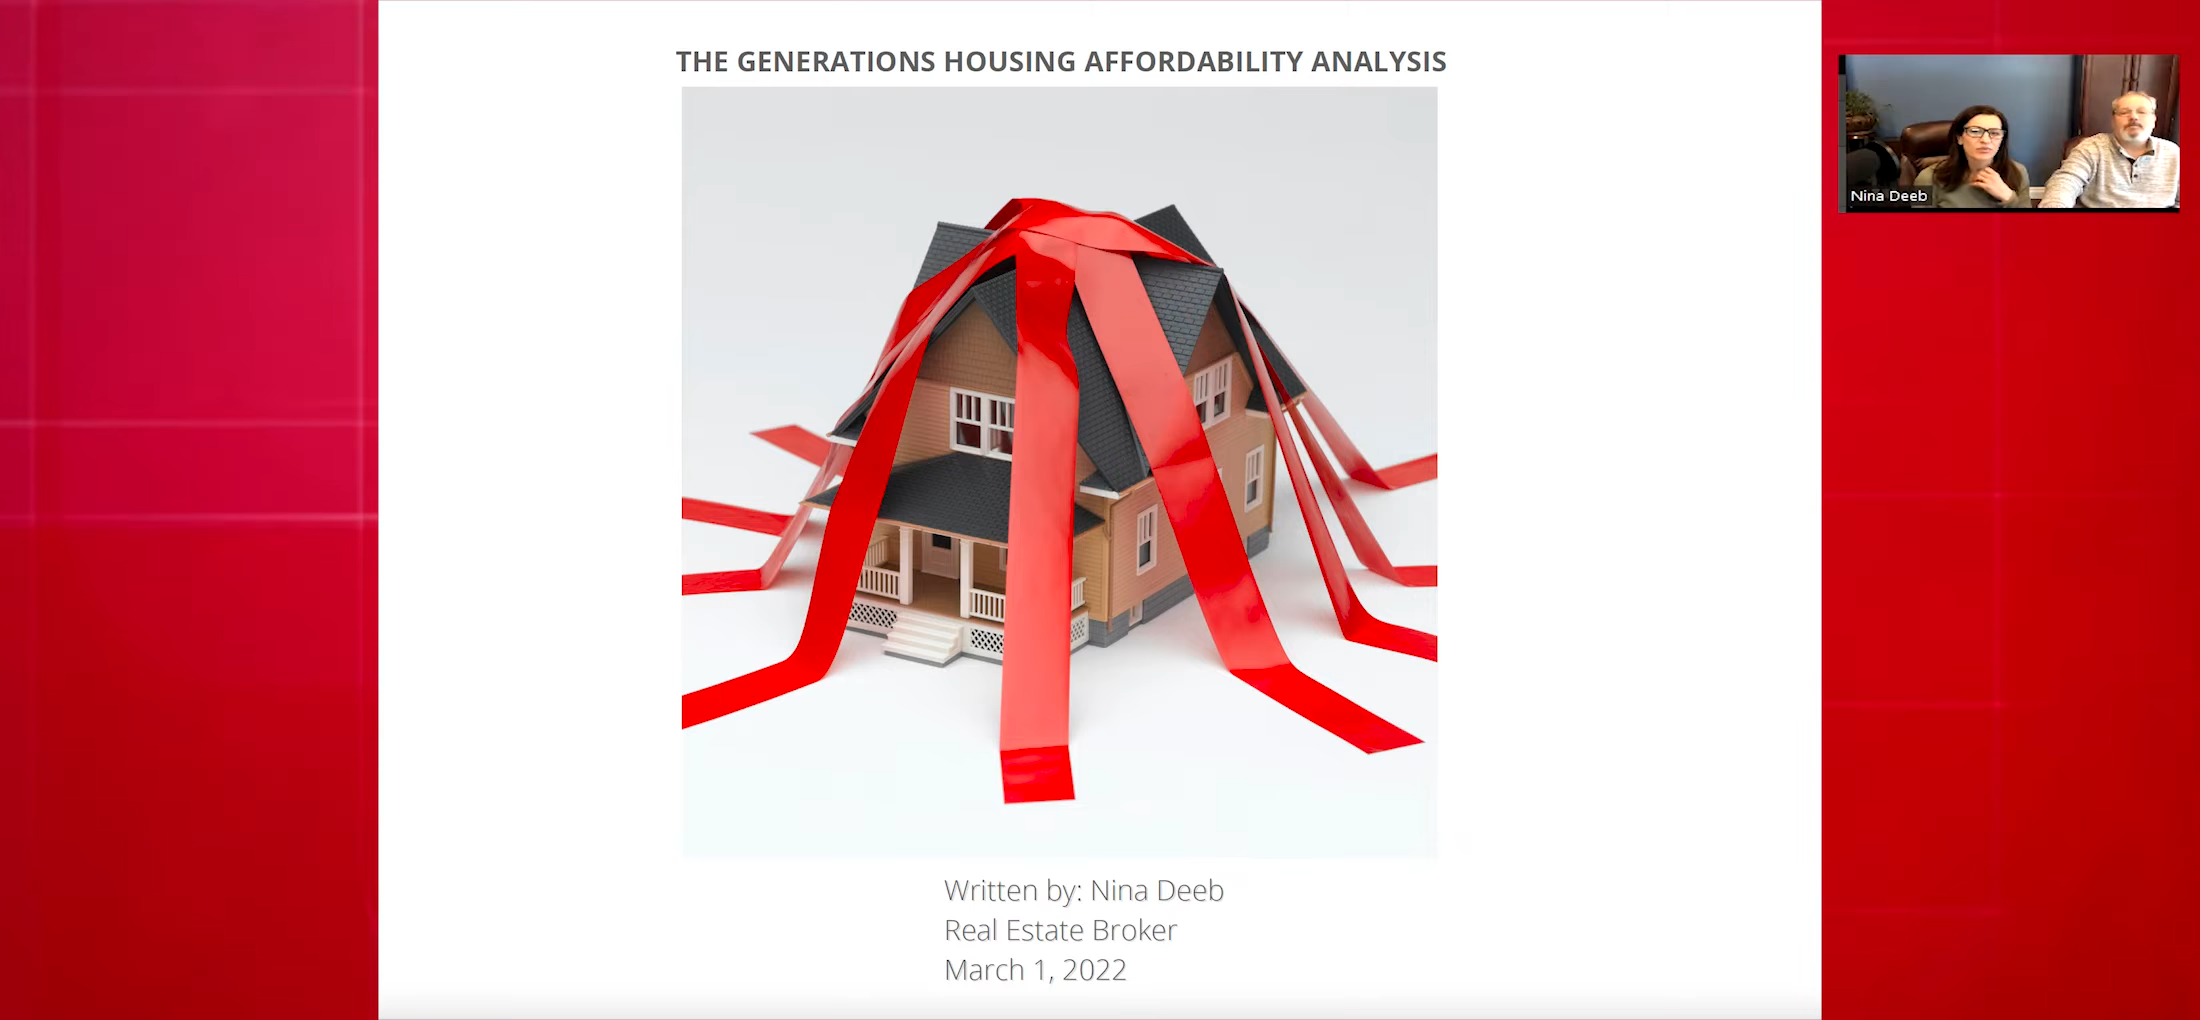 THE GENERATIONS HOUSING AFFORDABILITY ANALYSIS
Nina Deeb
Written by: Nina Deeb
Real Estate Broker
March 1, 2022